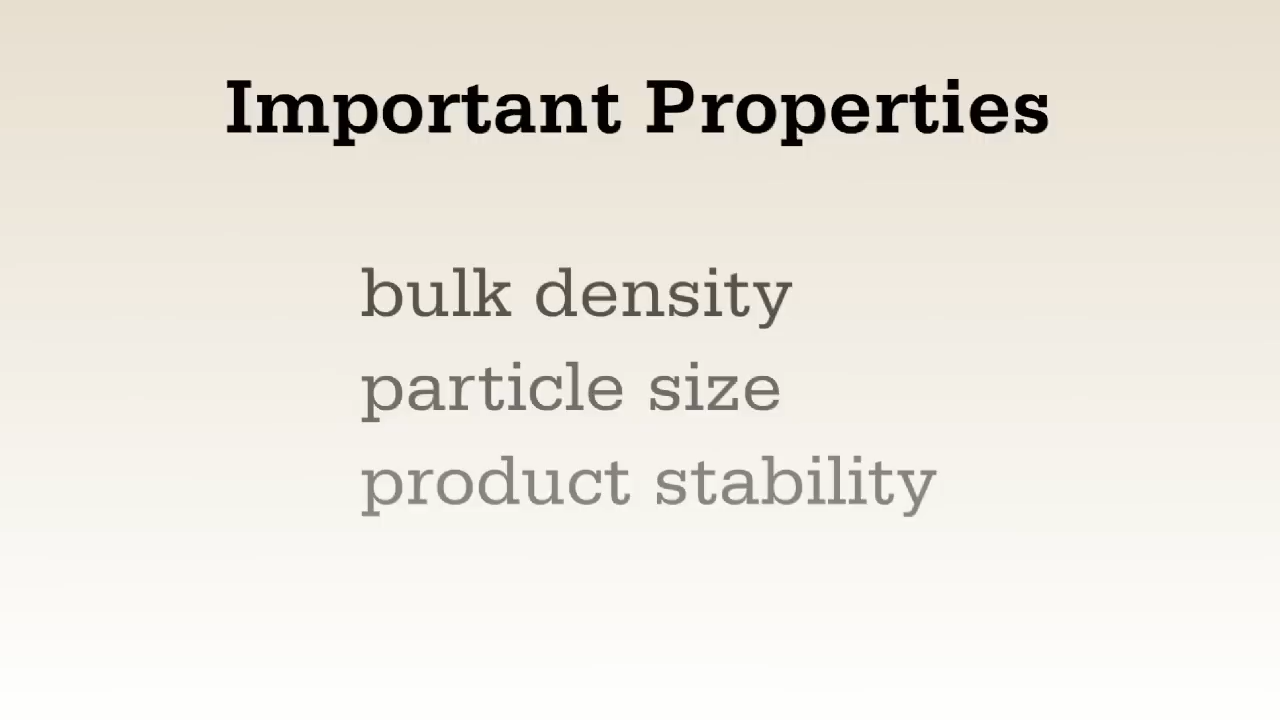 Important Properties
bulk density
particle size
product stability